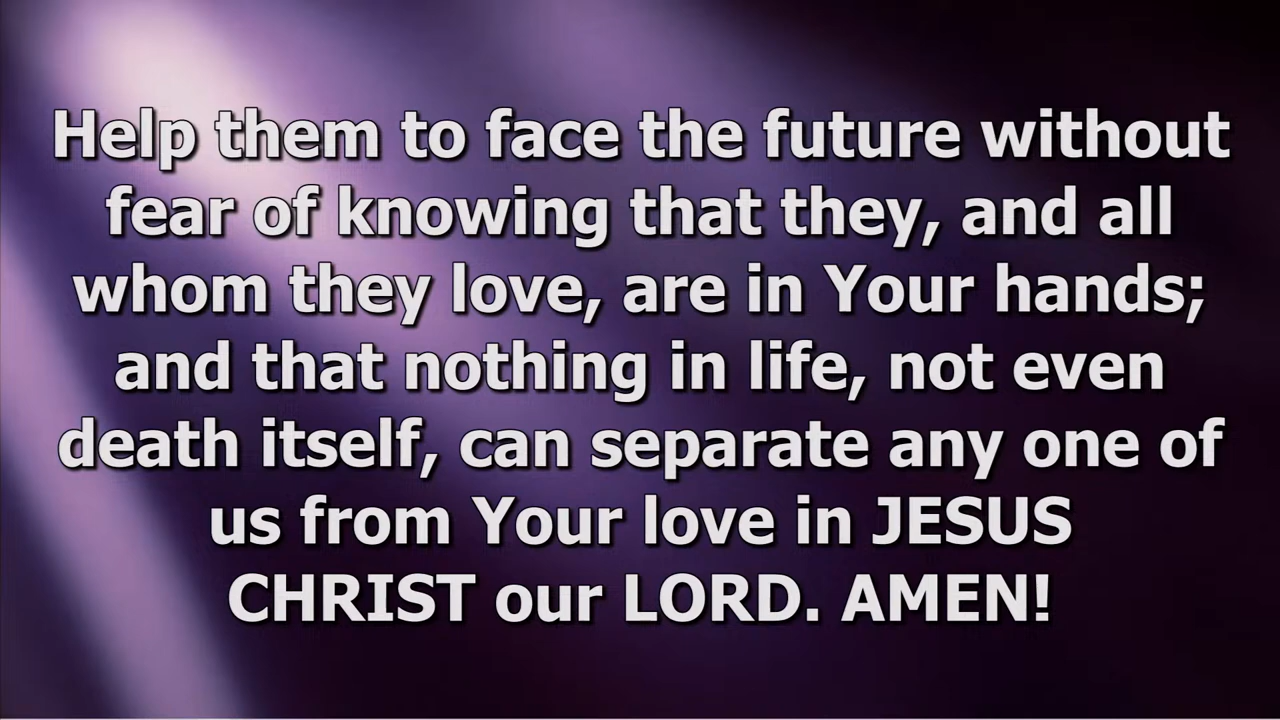 Help them to face the future without
fear of knowing that they, and all
whom they love, are in Your hands;
and that nothing in life, not even
death itself, can separate any one of
us from Your love in JESUS
CHRIST our LORD. AMEN!